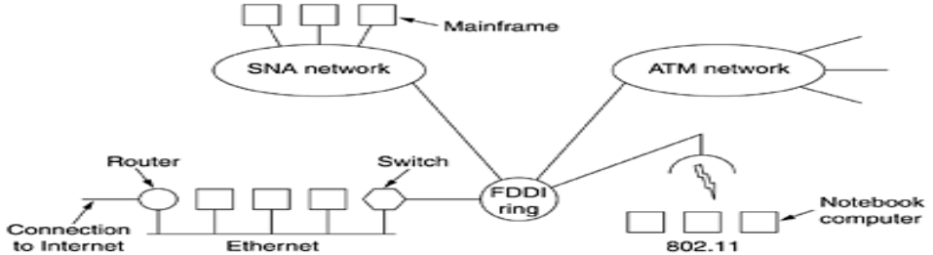 Mainframe
SNA network
ATM network
Router
Switch
FDDI
ring
Notebook
computer
Connection
to Internet
Ethernet
802.11